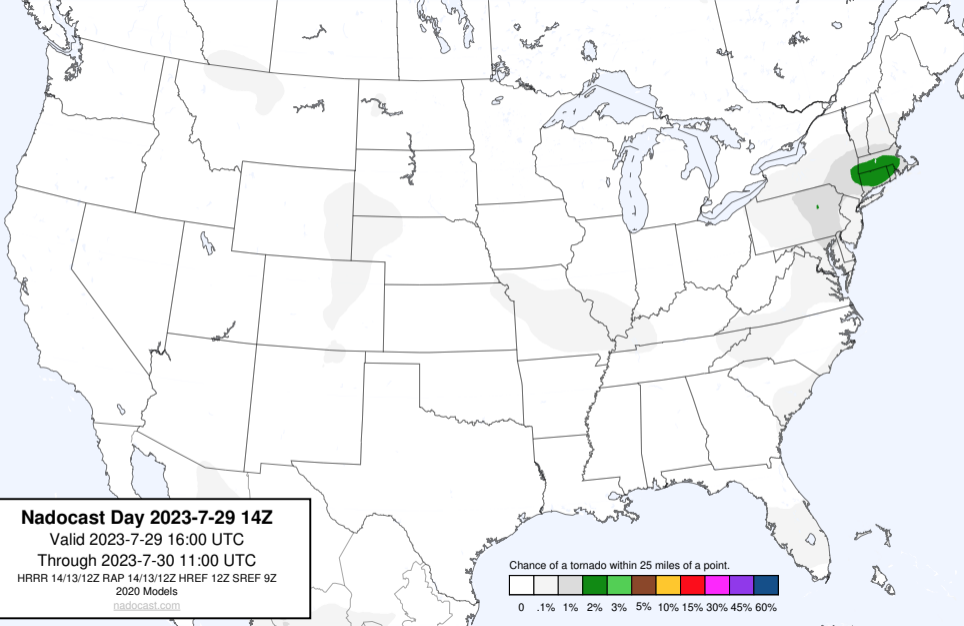 Nadocast Day 2023-7-29 14Z
Valid 2023-7-29 16:00 UTC
Through 2023-7-30 11:00 UTC
HRRR 14/13/12Z RAP 14/13/12Z HREF 12Z SREF 9Z
2020 Models
nadocast.com
Chance of a tornado within 25 miles of a point.
0 .1% 1% 2% 3% 5% 10% 15% 30% 45% 60%